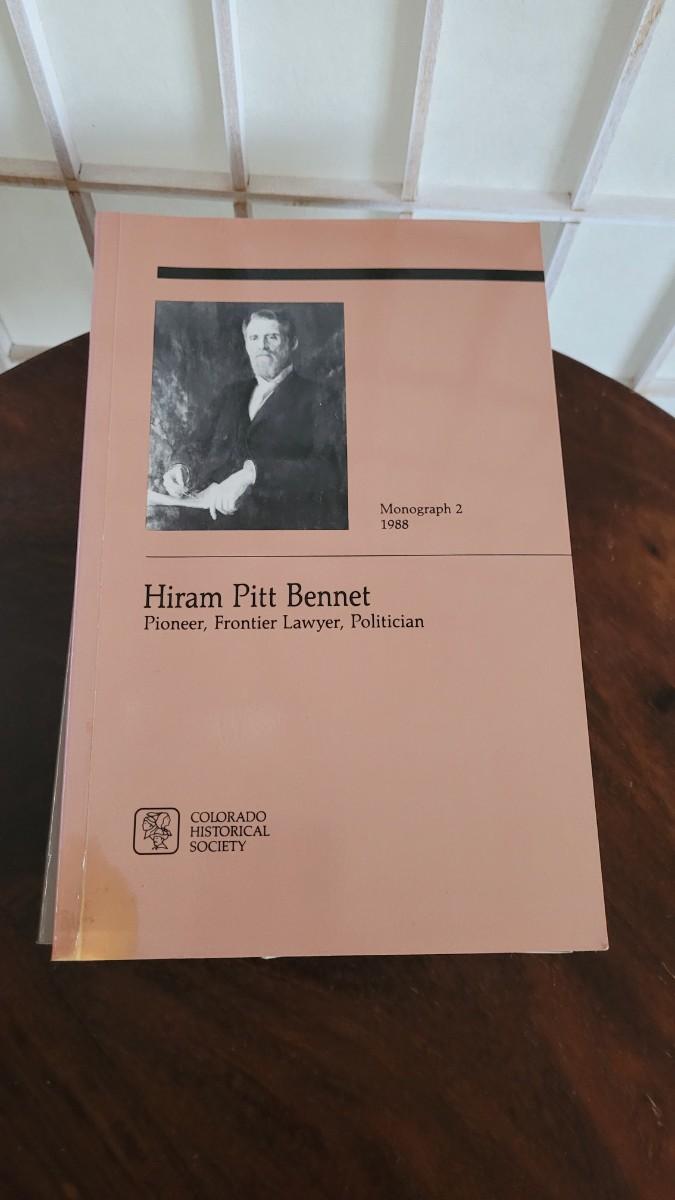 Monograph 2
1988
Hiram Pitt Bennet
Pioneer, Frontier Lawyer, Politician
COLORADO
HISTORICAL
SOCIETY